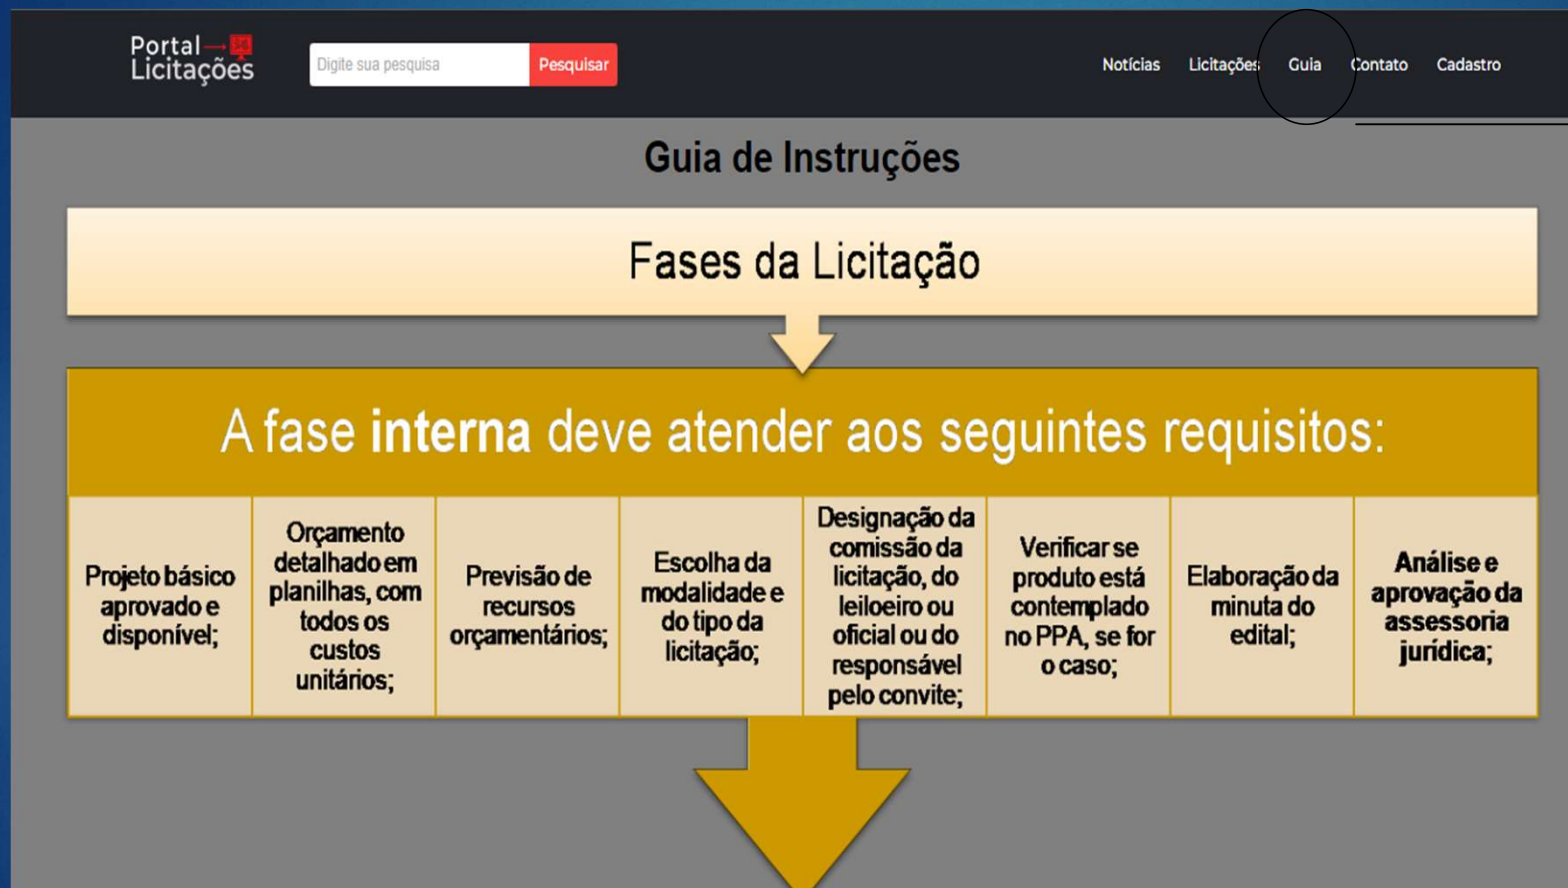 Portal
Licitações
Digite sua pesquisa
Pesquisar
Notícias Licitações Guia Contato Cadastro
Guia de Instruções
Fases da Licitação
A fase interna deve atender aos seguintes requisitos:
Projeto básico
aprovado e
disponível;
Orçamento
detalhado em
planilhas, com
todos os
custos
unitários;
Previsão de
recursos
orçamentários;
Escolha da
modalidade e
do tipo da
licitação;
Designação da
comissão da
licitação, do
leiloeiro ou
oficial ou do
responsável
pelo convite;
Verificar se
produto está
contemplado
no PPA, se for
o caso;
Elaboração da
minuta do
edital;
Análise e
aprovação da
assessoria
jurídica;